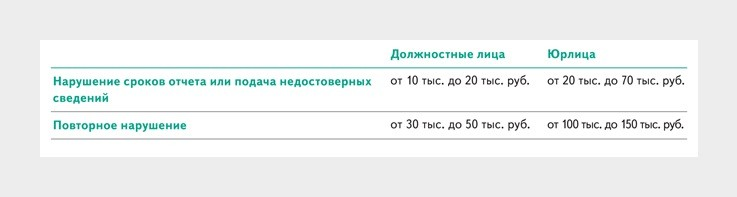 Должностные лица Юрлица
Нарушение сроков отчета или подача недостоверных от 10 тыс. до 20 тыс. руб. от 20 тыс. до 70 тыс. руб.
сведений
Повторное нарушение от 30 тыс. до 50 тыс. руб. от 100 тыс. до 150 тыс. руб.